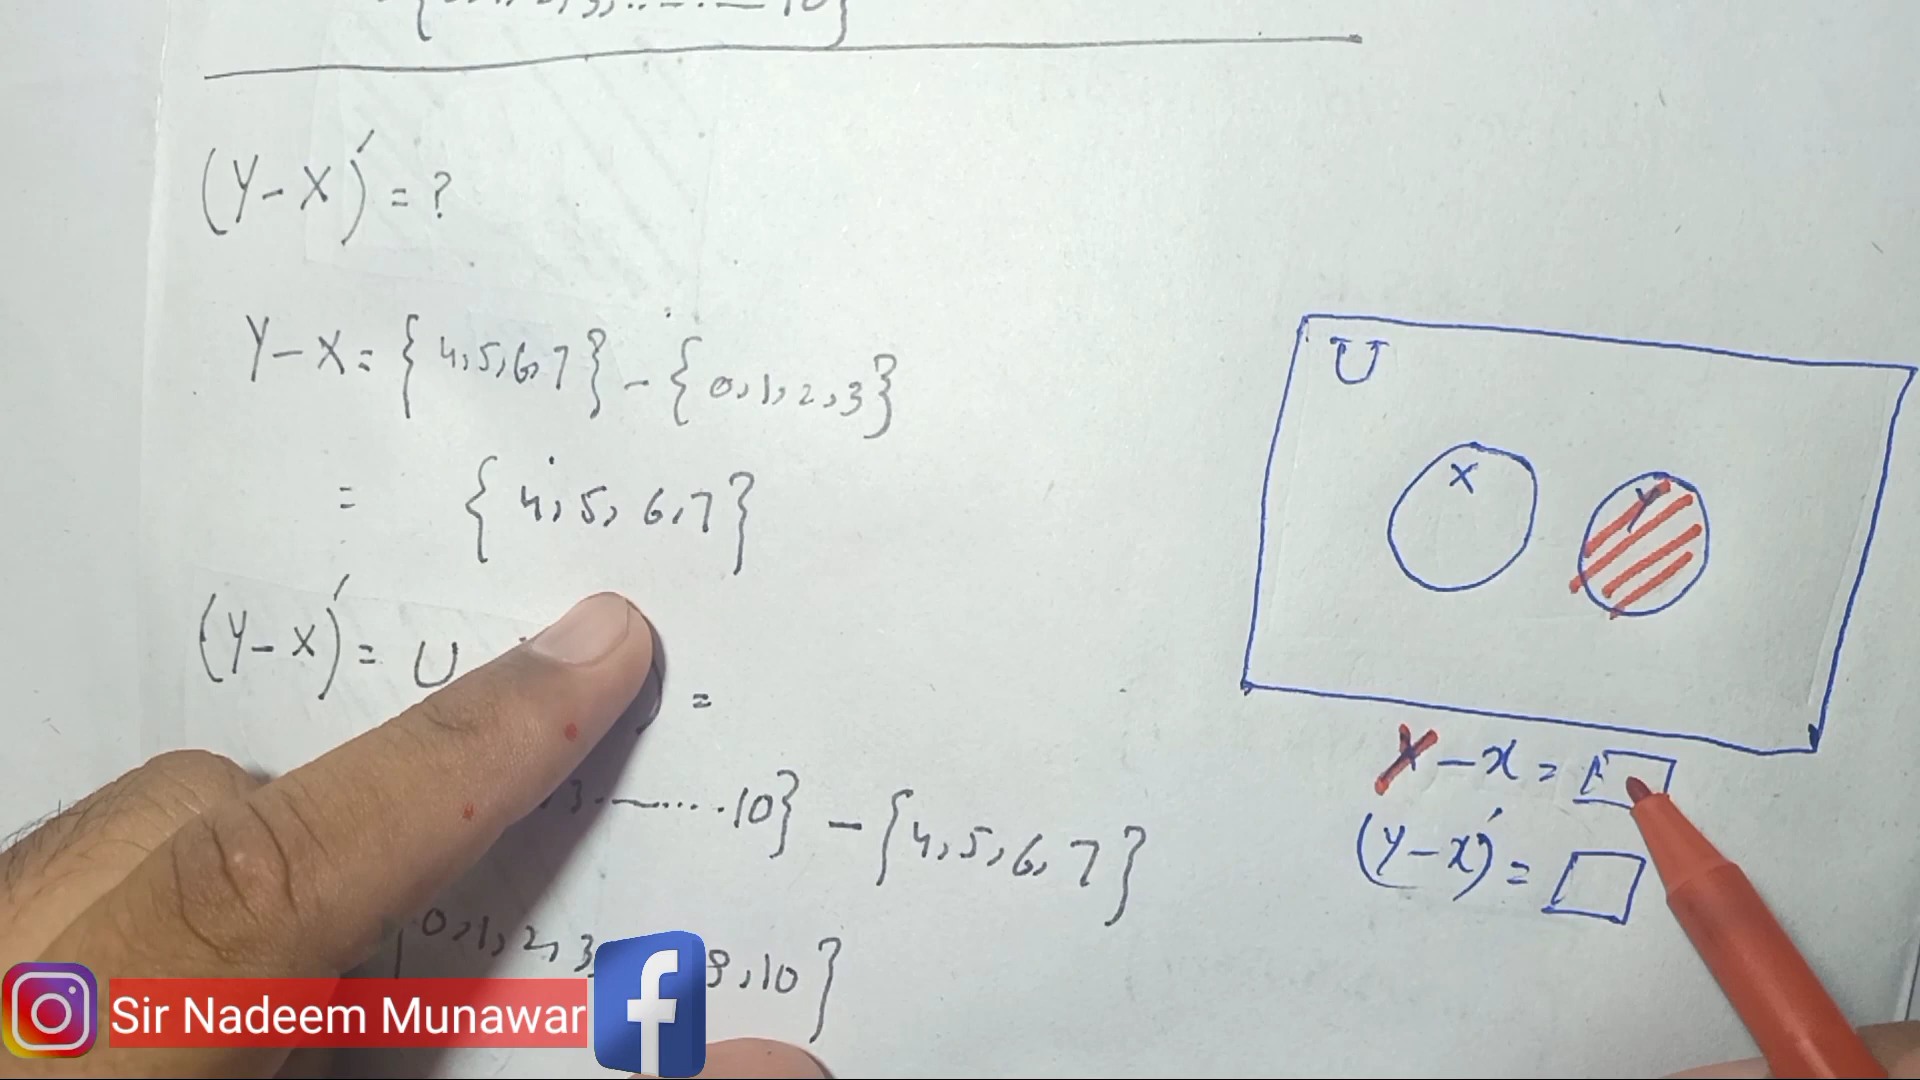 (Y-X)′ = ?
Y-X = {4,5,6,7} - {0,1,2,3}
= {4,5,6,7}
(Y-X)′ = U
=
3.......10} - {4,5,6,7}
0,1,2,3, 9,10}
U
X
Y
Y-X =
(Y-X)′ =
Sir Nadeem Munawar
f